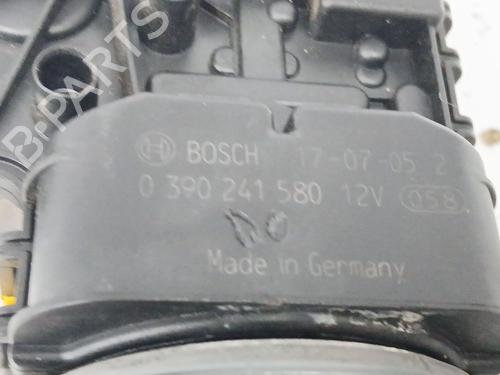 BOSCH 17-07-05 2
0 390 241 580 12V 058
Made in Germany
B-PARTS